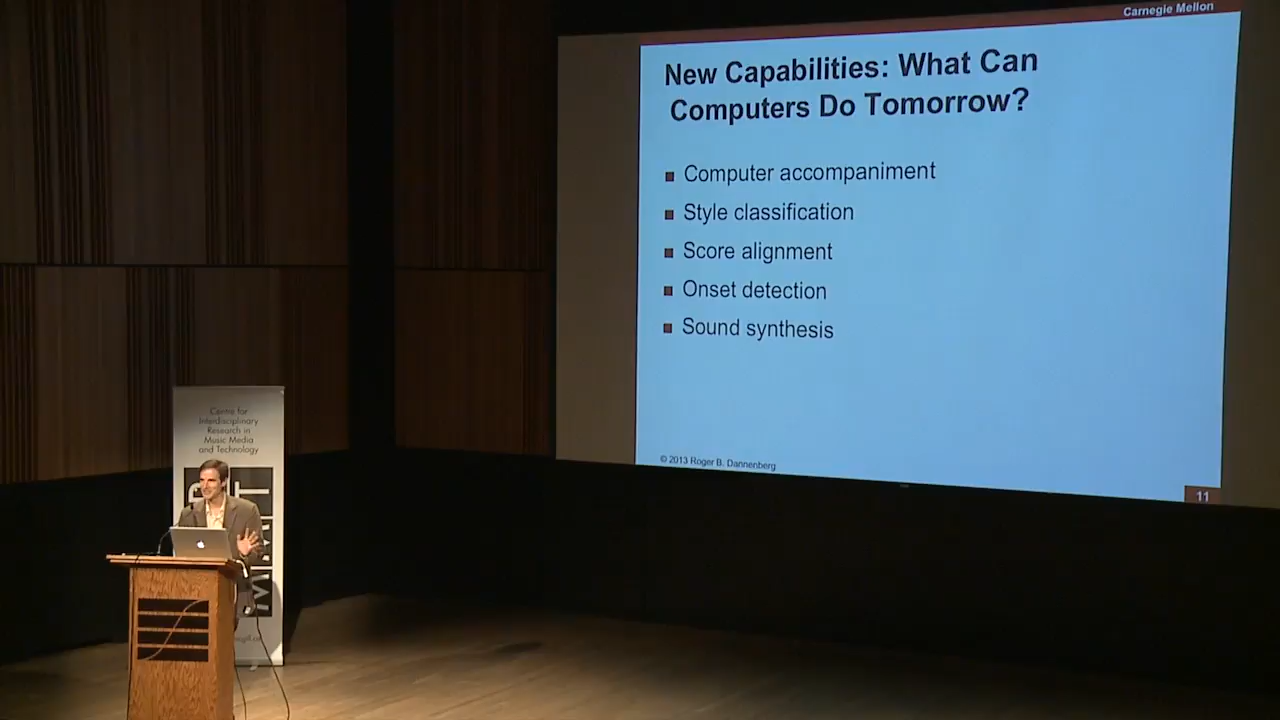 Carnegie Mellon
New Capabilities: What Can
Computers Do Tomorrow?
Computer accompaniment
Style classification
Score alignment
Onset detection
Sound synthesis
© 2013 Roger B. Dannenberg
11
Centre for
Interdisciplinary
Research in
Music Media
and Technology